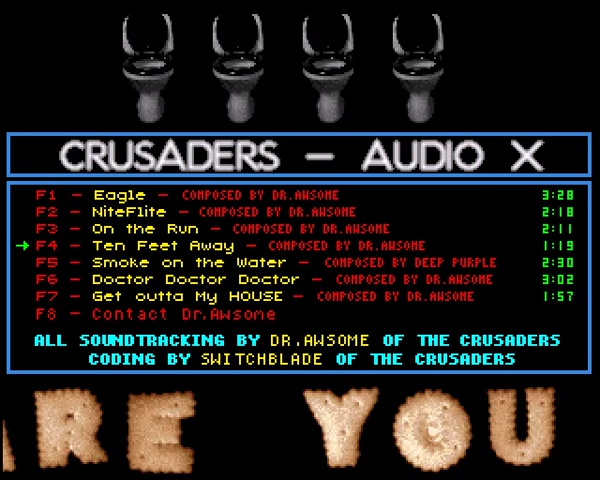 CRUSADERS – AUDIO X
F1 – Eagle – COMPOSED BY DR.AWSOME 3:28
F2 – NiteFlite – COMPOSED BY DR.AWSOME 2:18
F3 – On the Run – COMPOSED BY DR.AWSOME 2:11
F4 – Ten Feet Away – COMPOSED BY DR.AWSOME 1:19
F5 – Smoke on the Water – COMPOSED BY DEEP PURPLE 2:30
F6 – Doctor Doctor Doctor – COMPOSED BY DR.AWSOME 3:02
F7 – Get outta My HOUSE – COMPOSED BY DR.AWSOME 1:57
F8 – Contact Dr.Awsome
ALL SOUNDTRACKING BY DR.AWSOME OF THE CRUSADERS
CODING BY SWITCHBLADE OF THE CRUSADERS
ARE YOU